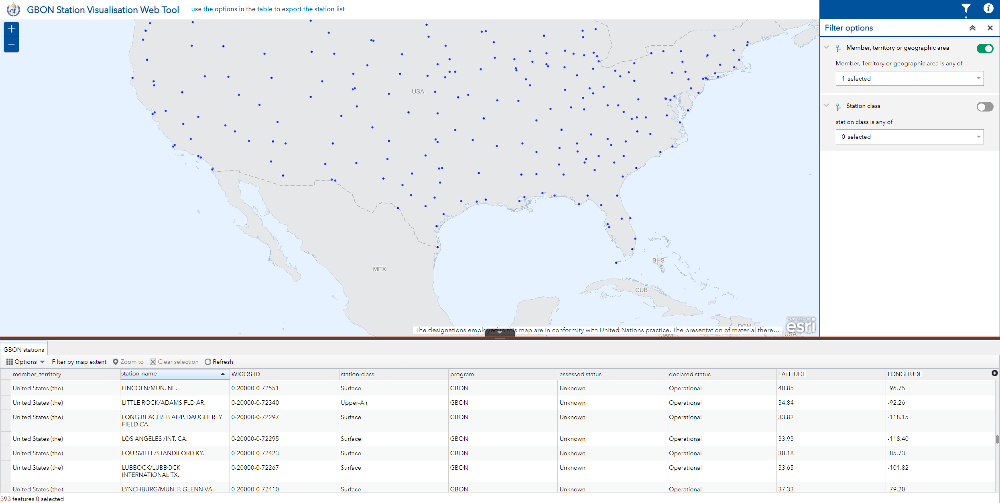 GBON Station Visualisation Web Tool
use the options in the table to export the station list
Filter options
Member, territory or geographic area
Member, Territory or geographic area is any of
1 selected
Station class
station class is any of
0 selected
USA
MEX
BHS
CUB
DOM
JAM
USA
POWERED BY
esri
The designations employed in this map are in conformity with United Nations practice. The presentation of material there...
GBON stations
Options Filter by map extent Zoom to Clear selection Refresh
member_territory station-name WIGOS-ID station-class program assessed status declared status LATITUDE LONGITUDE
United States (the) LINCOLN/MUN. NE. 0-20000-0-72551 Surface GBON Unknown Operational 40.85 -96.75
United States (the) LITTLE ROCK/ADAMS FLD AR. 0-20000-0-72340 Upper-Air GBON Unknown Operational 34.84 -92.26
United States (the) LONG BEACH/LB AIRP. DAUGHERTY 0-20000-0-72297 Surface GBON Unknown Operational 33.82 -118.15
FIELD CA.
United States (the) LOS ANGELES /INT. CA. 0-20000-0-72295 Surface GBON Unknown Operational 33.93 -118.40
United States (the) LOUISVILLE/STANDIFORD KY. 0-20000-0-72423 Surface GBON Unknown Operational 38.18 -85.73
United States (the) LUBBOCK/LUBBOCK 0-20000-0-72267 Surface GBON Unknown Operational 33.65 -101.82
INTERNATIONAL TX.
United States (the) LYNCHBURG/MUN. P. GLENN VA. 0-20000-0-72410 Surface GBON Unknown Operational 37.33 -79.20
393 features 0 selected